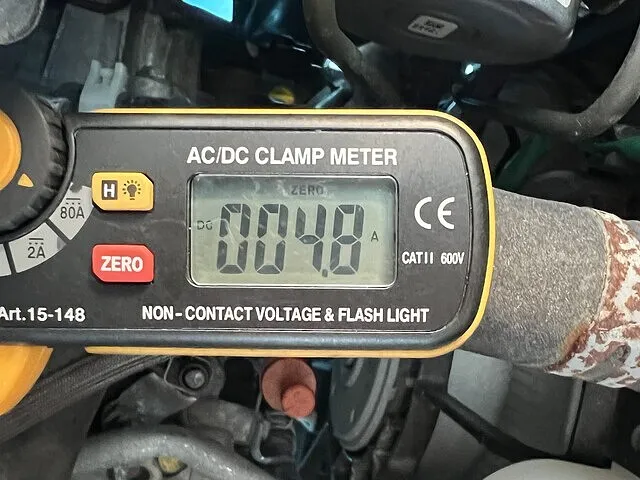 AC/DC CLAMP METER
ZERO
DC 004.8 A
H
80A
2A
ZERO
CE
CAT II 600V
Art.15-148
NON-CONTACT VOLTAGE & FLASH LIGHT